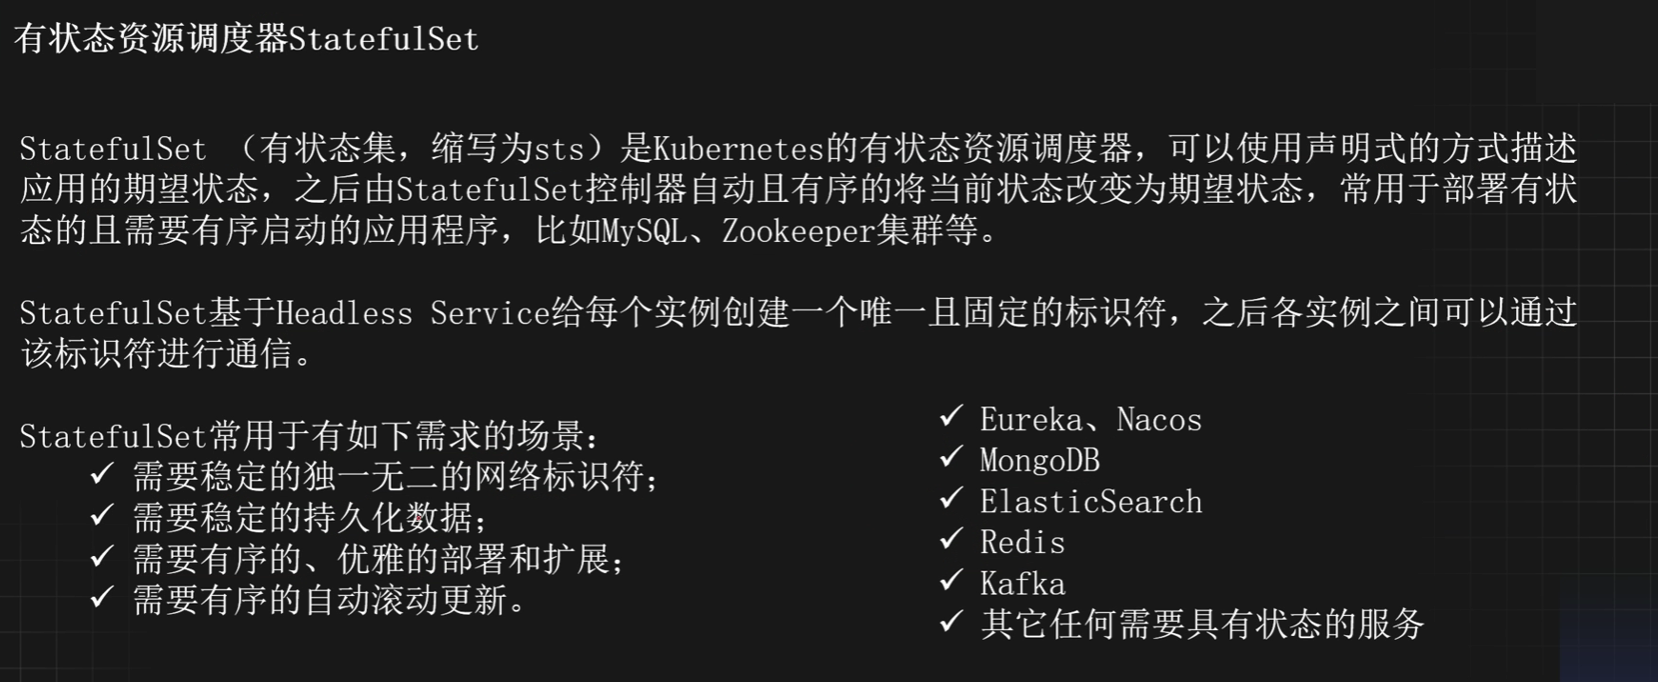 有状态资源调度器StatefulSet
StatefulSet （有状态集，缩写为sts）是Kubernetes的有状态资源调度器，可以使用声明式的方式描述
应用的期望状态，之后由StatefulSet控制器自动且有序的将当前状态改变为期望状态，常用于部署有状
态的且需要有序启动的应用程序，比如MySQL、Zookeeper集群等。
StatefulSet基于Headless Service给每个实例创建一个唯一且固定的标识符，之后各实例之间可以通过
该标识符进行通信。
StatefulSet常用于有如下需求的场景：
✓ 需要稳定的独一无二的网络标识符；
✓ 需要稳定的持久化数据；
✓ 需要有序的、优雅的部署和扩展；
✓ 需要有序的自动滚动更新。
✓ Eureka、Nacos
✓ MongoDB
✓ ElasticSearch
✓ Redis
✓ Kafka
✓ 其它任何需要具有状态的服务